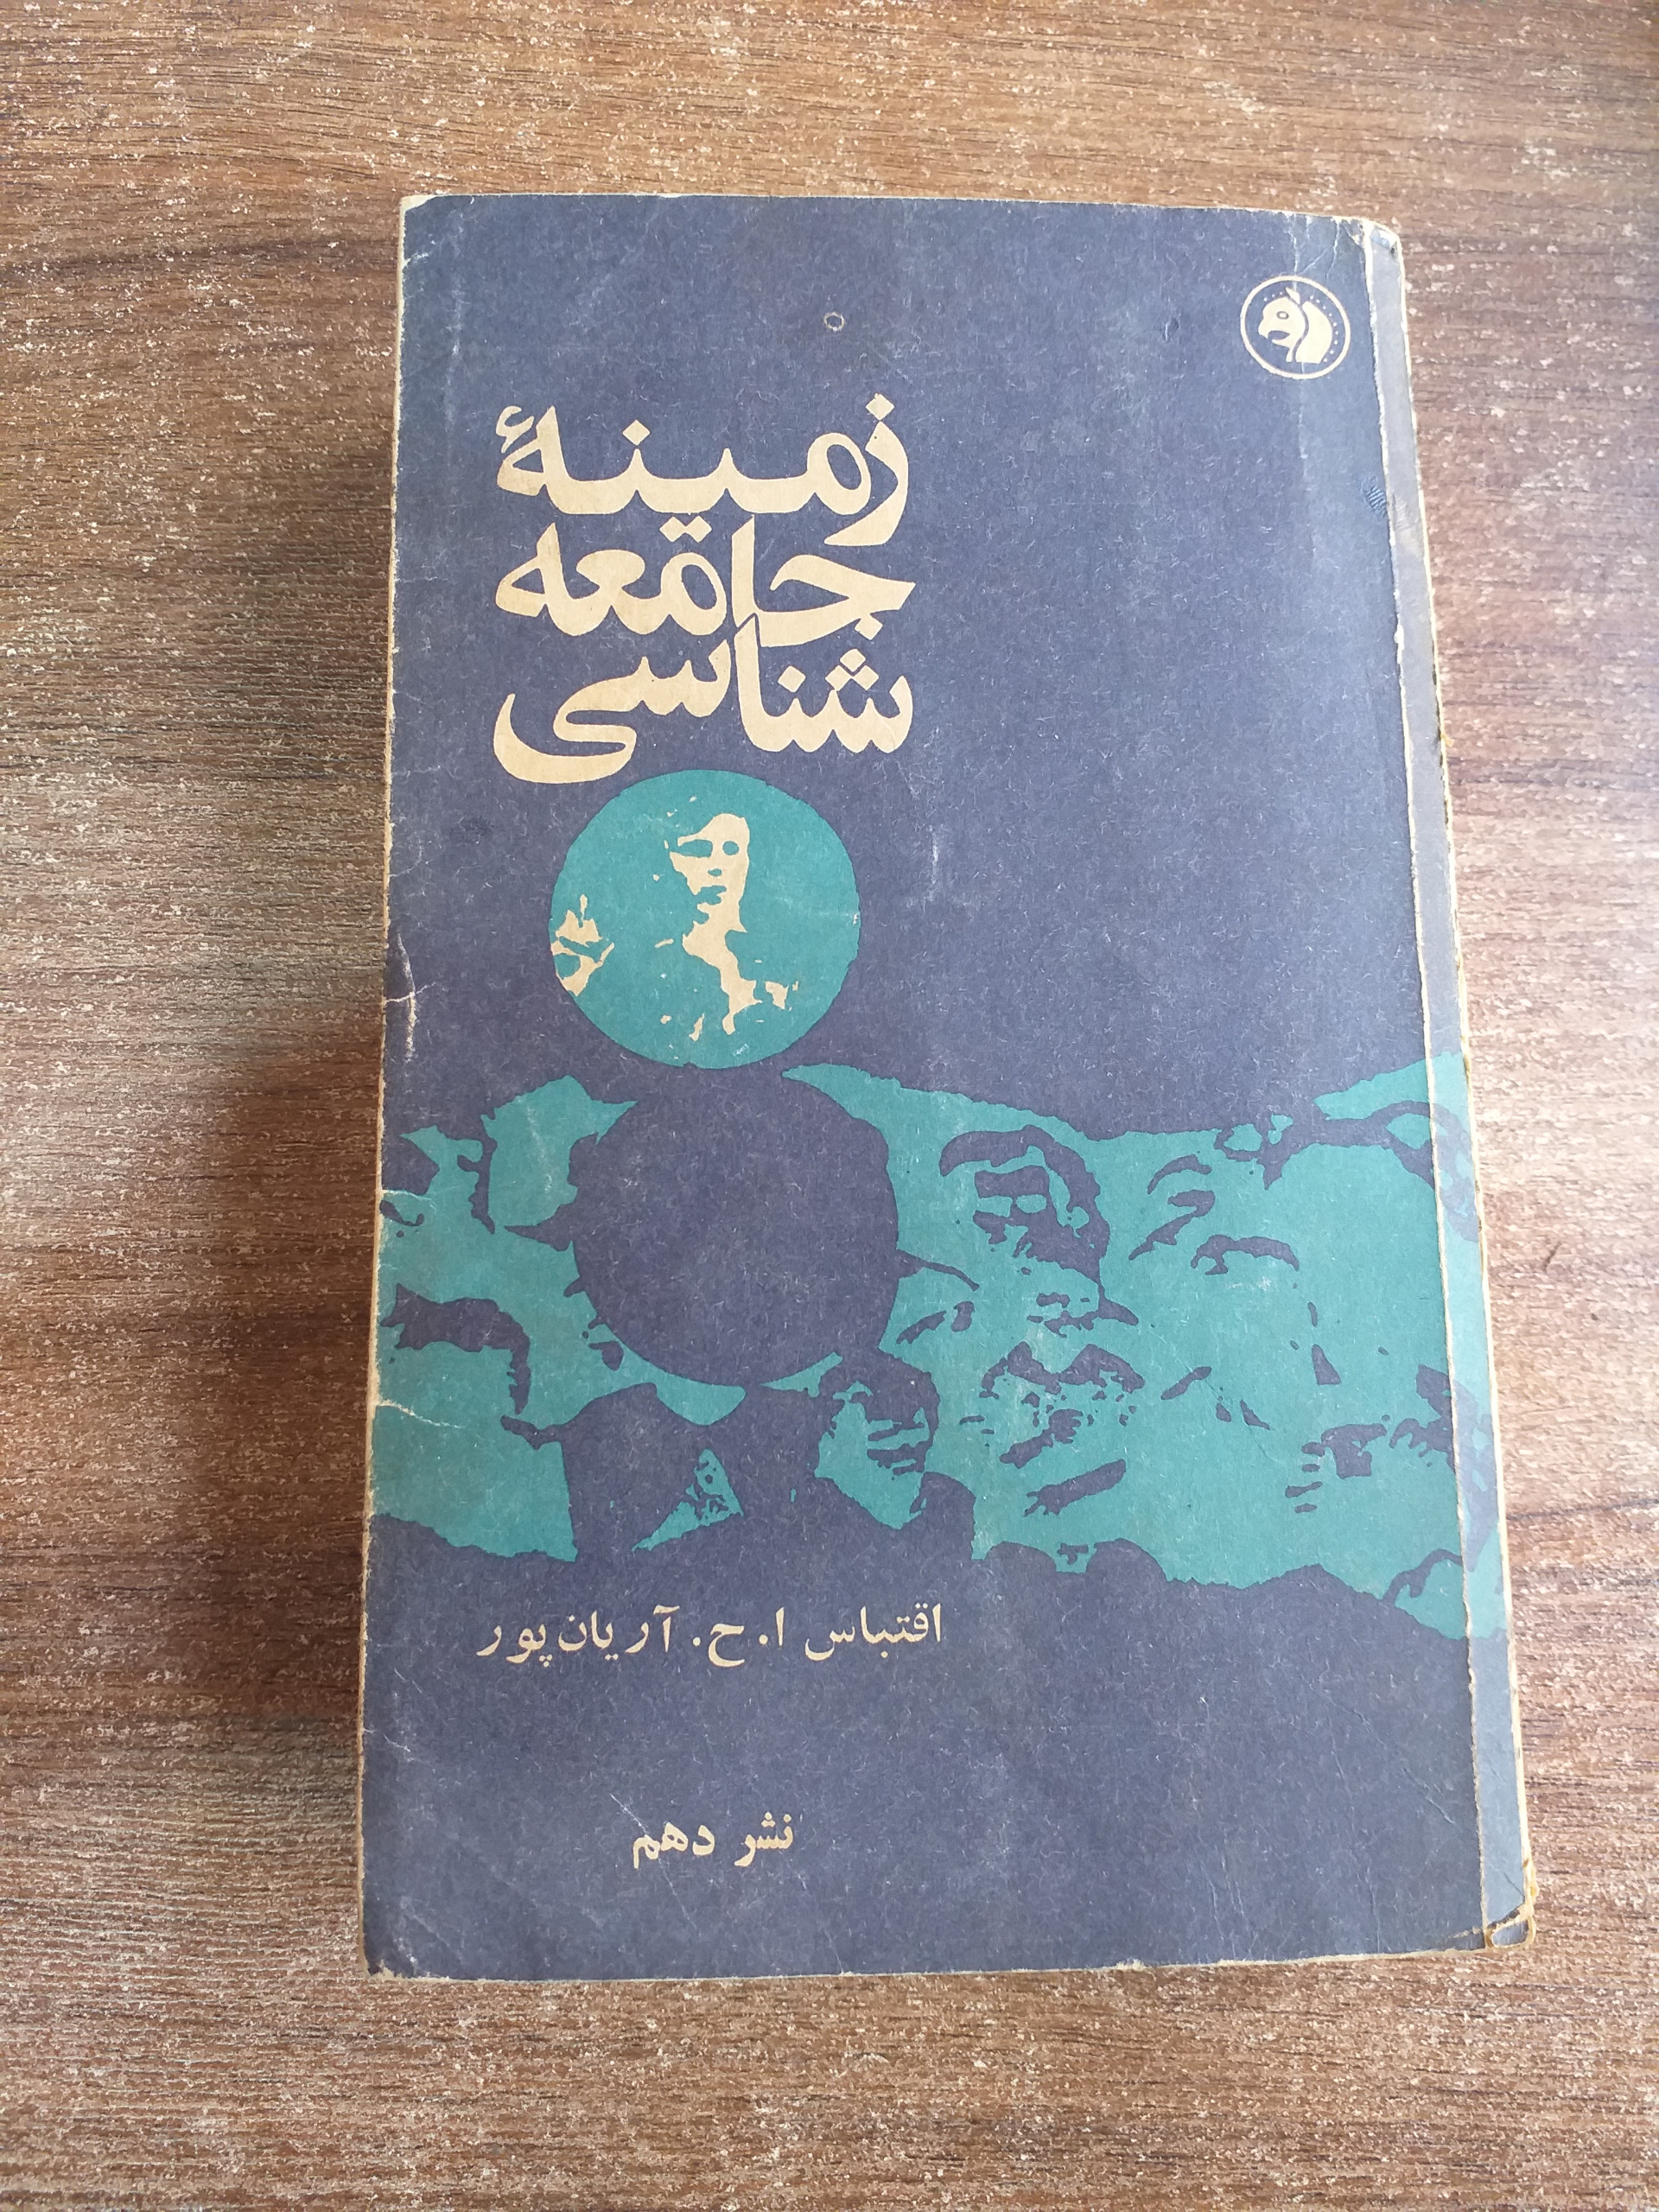 زمینهٔ
جامعه
شناسی
اقتباس ا. ح. آریان‌پور
نشر دهم